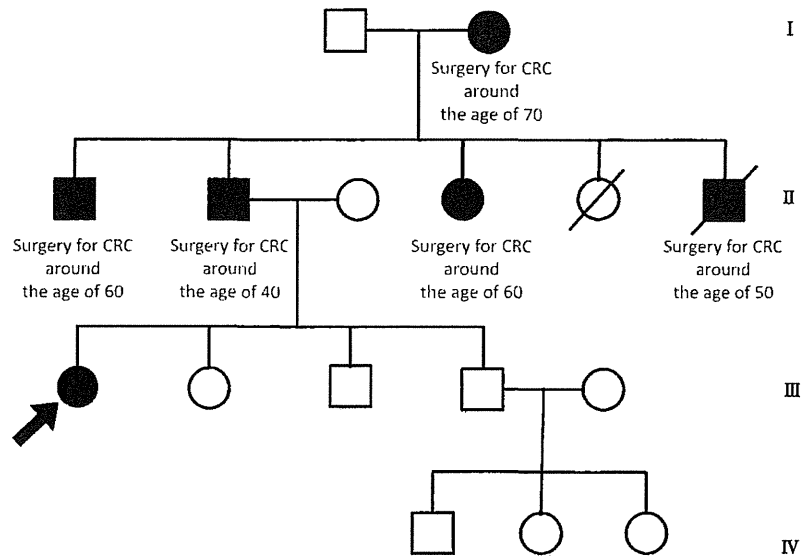 I
Surgery for CRC
around
the age of 70
II
Surgery for CRC
around
the age of 60
Surgery for CRC
around
the age of 40
Surgery for CRC
around
the age of 60
Surgery for CRC
around
the age of 50
III
IV